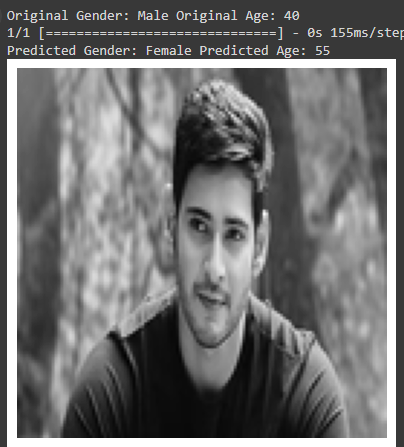 Original Gender: Male Original Age: 40
1/1 [==============================] - 0s 155ms/step
Predicted Gender: Female Predicted Age: 55